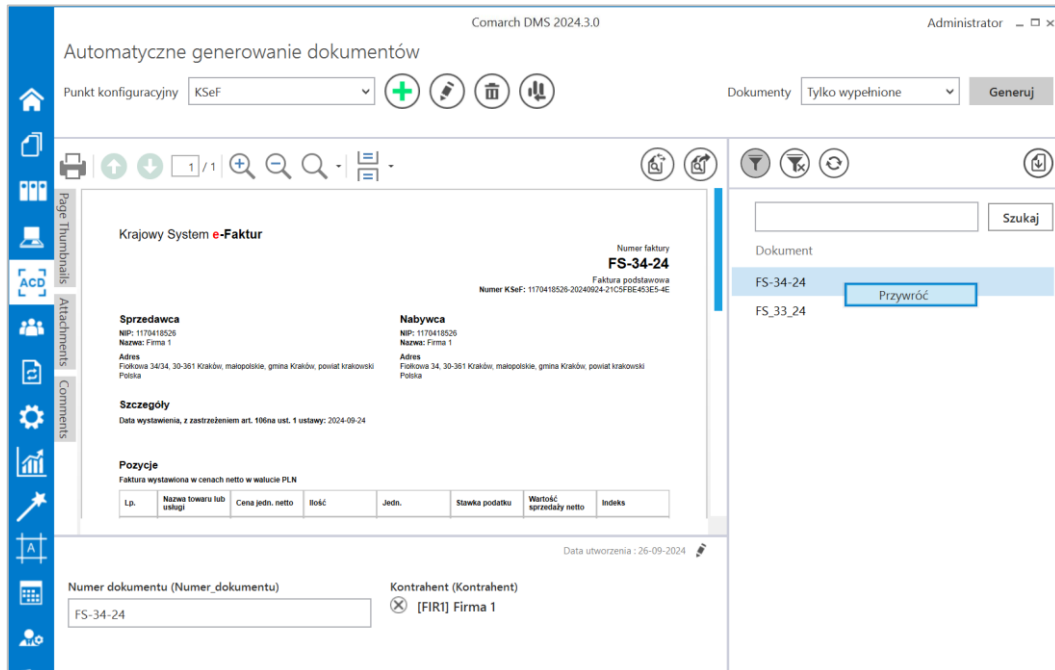 Comarch DMS 2024.3.0
Administrator
Automatyczne generowanie dokumentów
Punkt konfiguracyjny KSeF
Dokumenty Tylko wypełnione Generuj
1 / 1
Page Thumbnails
Attachments
Comments
ACD
A
Krajowy System e-Faktur
Numer faktury
FS-34-24
Faktura podstawowa
Numer KSeF: 1170418526-20240924-21C5FBE453E5-4E
Sprzedawca
NIP: 1170418526
Nazwa: Firma 1
Adres
Fiołkowa 34/34, 30-361 Kraków, małopolskie, gmina Kraków, powiat krakowski
Polska
Nabywca
NIP: 1170418526
Nazwa: Firma 1
Adres
Fiołkowa 34, 30-361 Kraków, małopolskie, gmina Kraków, powiat krakowski
Polska
Szczegóły
Data wystawienia, z zastrzeżeniem art. 106na ust. 1 ustawy: 2024-09-24
Pozycje
Faktura wystawiona w cenach netto w walucie PLN
Lp. Nazwa towaru lub usługi Cena jedn. netto Ilość Jedn. Stawka podatku Wartość sprzedaży netto Indeks
Data utworzenia : 26-09-2024
Numer dokumentu (Numer_dokumentu)
FS-34-24
Kontrahent (Kontrahent)
[FIR1] Firma 1
Szukaj
Dokument
FS-34-24
Przywróć
FS_33_24